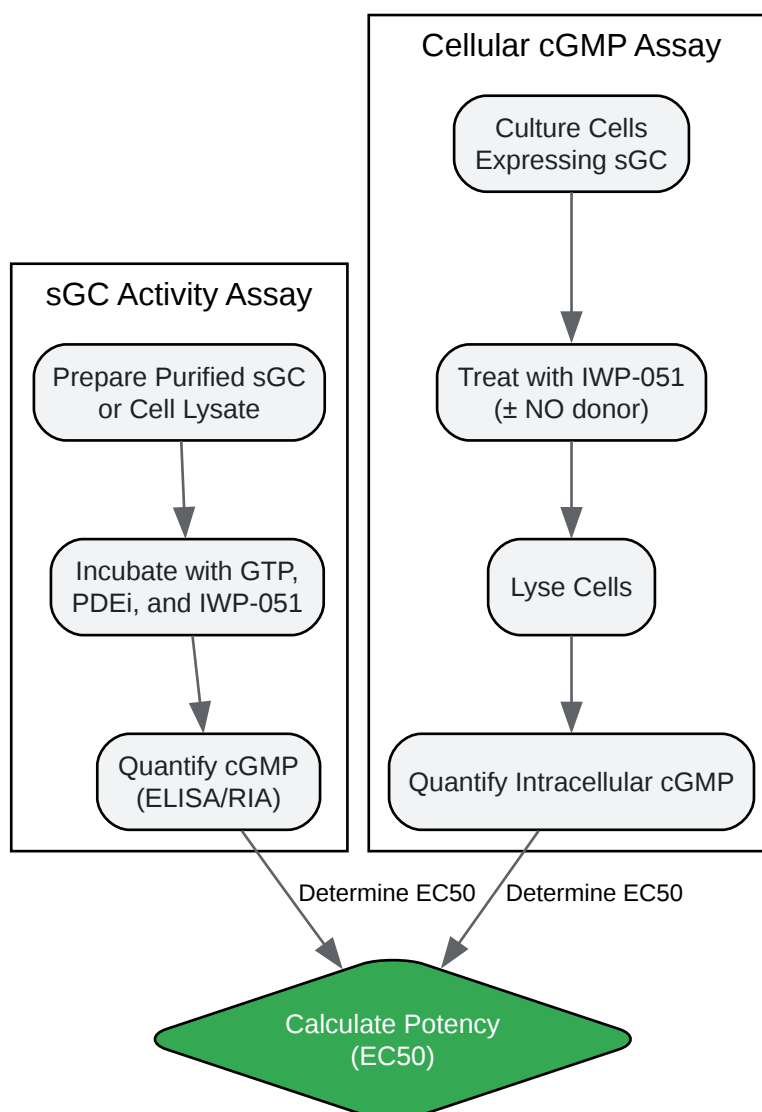 Cellular cGMP Assay
Culture Cells
Expressing sGC
Treat with IWP-051
(± NO donor)
Lyse Cells
Quantify Intracellular cGMP
sGC Activity Assay
Prepare Purified sGC
or Cell Lysate
Incubate with GTP,
PDEi, and IWP-051
Quantify cGMP
(ELISA/RIA)
Determine EC50
Determine EC50
Calculate Potency
(EC50)